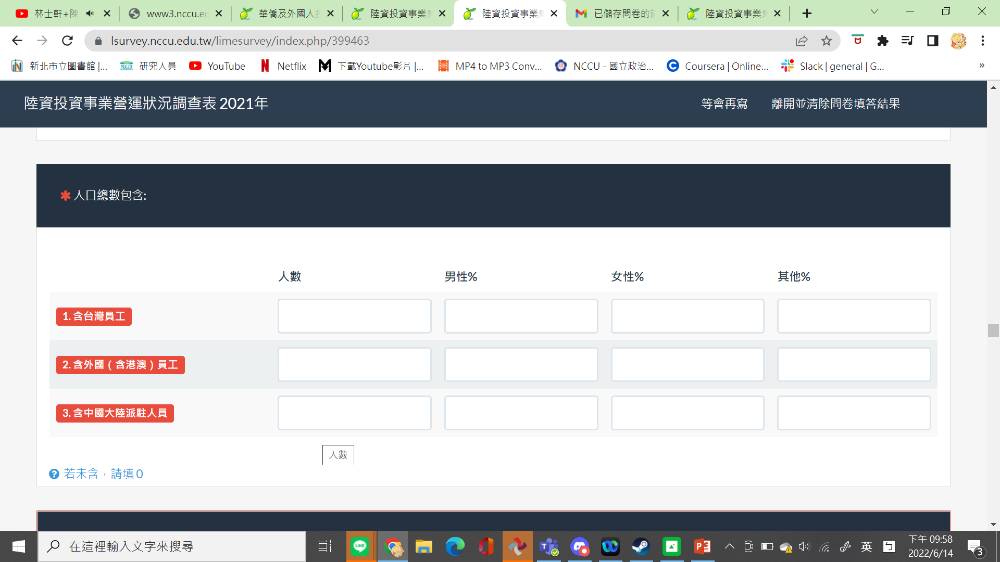 林士軒+陳
www3.nccu.ec
華僑及外國人投
陸資投資事業營
陸資投資事業營
已儲存問卷的
陸資投資事業營
lsurvey.nccu.edu.tw/limesurvey/index.php/399463
新北市立圖書館 |...
研究人員
YouTube
Netflix
下載Youtube影片 |...
MP4 to MP3 Conv...
NCCU - 國立政治...
Coursera | Online...
Slack | general | G...
»
陸資投資事業營運狀況調查表 2021年
等會再寫
離開並清除問卷填答結果
✱ 人口總數包含:
人數 男性% 女性% 其他%
1. 含台灣員工
2. 含外國（含港澳）員工
3. 含中國大陸派駐人員
人數
若未含，請填 0
在這裡輸入文字來搜尋
英
下午 09:58
2022/6/14
3